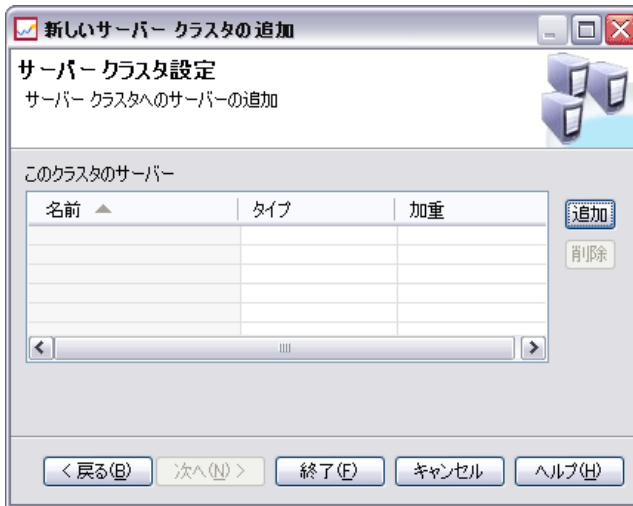 新しいサーバー クラスタの追加
サーバー クラスタ設定
サーバー クラスタへのサーバーの追加
このクラスタのサーバー
名前 タイプ 加重
追加
削除
< 戻る(B) 次へ(N) > 終了(F) キャンセル ヘルプ(H)